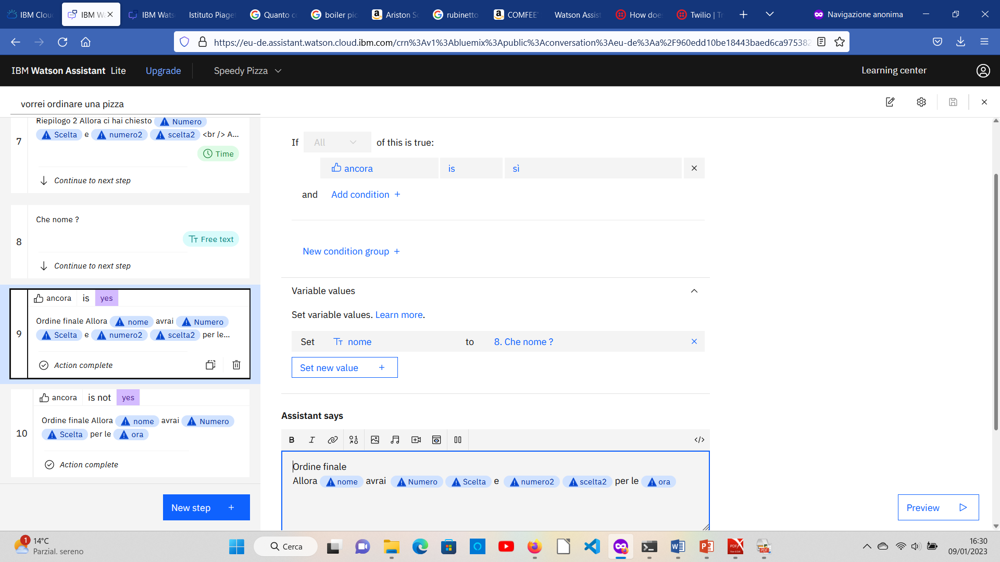 IBM Clou
IBM Wa
IBM Wats
Istituto Piaget
Quanto co
boiler pic
Ariston Sc
rubinetto
COMFEE'
Watson Assist
How does
Twilio | Tr
Navigazione anonima
https://eu-de.assistant.watson.cloud.ibm.com/crn%3Av1%3Abluemix%3Apublic%3Aconversation%3Aeu-de%3Aa%2F960edd10be18443baed6ca975382
IBM Watson Assistant Lite
Upgrade
Speedy Pizza
Learning center
vorrei ordinare una pizza
7
Riepilogo 2 Allora ci hai chiesto Numero
Scelta e numero2 scelta2 <br /> A...
Time
Continue to next step
8
Che nome ?
Free text
Continue to next step
9
ancora is yes
Ordine finale Allora nome avrai Numero
Scelta e numero2 scelta2 per le...
Action complete
10
ancora is not yes
Ordine finale Allora nome avrai Numero
Scelta per le ora
Action complete
New step +
If All of this is true:
ancora is sì
and Add condition +
New condition group +
Variable values
Set variable values. Learn more.
Set Tт nome to 8. Che nome ?
Set new value +
Assistant says
B I </>
Ordine finale
Allora nome avrai Numero Scelta e numero2 scelta2 per le ora
Preview
1
14°C
Parzial. sereno
Cerca
16:30
09/01/2023